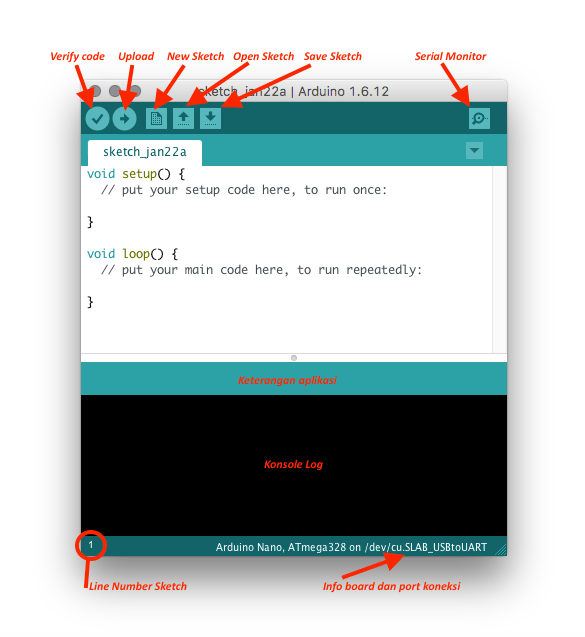 Verify code Upload New Sketch Open Sketch Save Sketch Serial Monitor
sketch_jan22a | Arduino 1.6.12
sketch_jan22a
void setup() {
// put your setup code here, to run once:
}
void loop() {
// put your main code here, to run repeatedly:
}
Keterangan aplikasi
Konsole Log
1
Arduino Nano, ATmega328 on /dev/cu.SLAB_USBtoUART
Line Number Sketch
Info board dan port koneksi